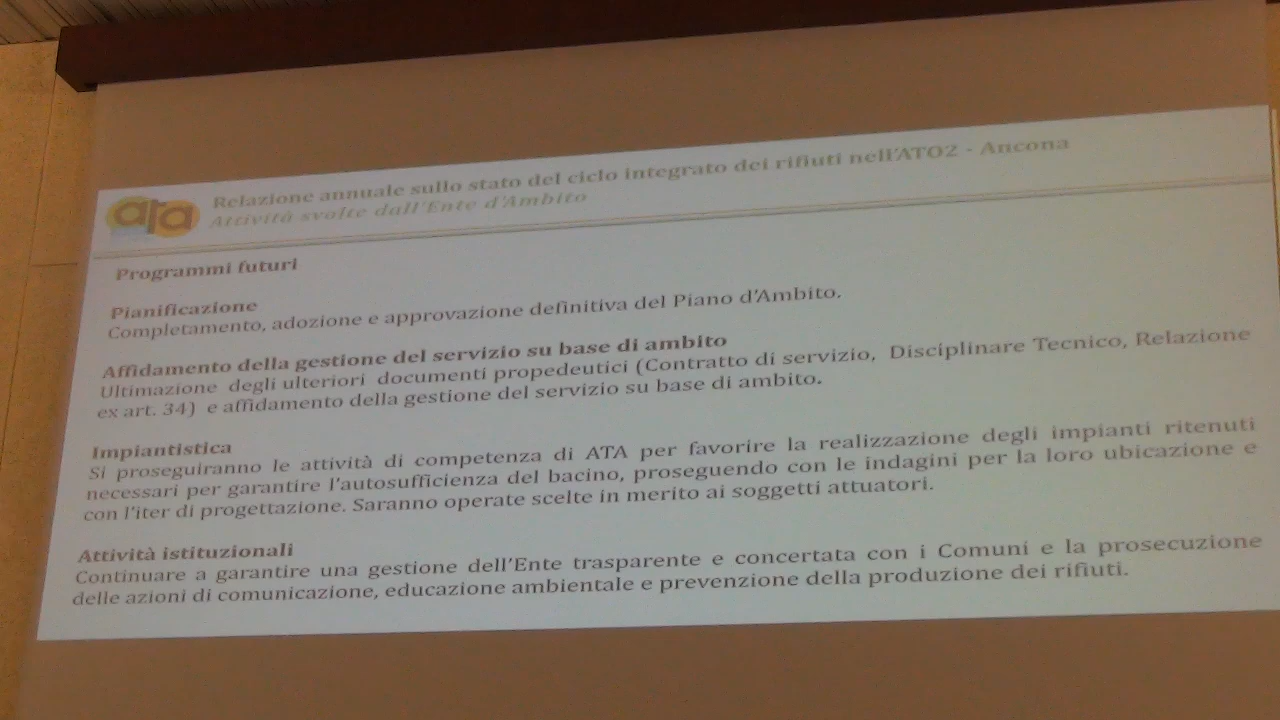 ata
Relazione annuale sullo stato del ciclo integrato dei rifiuti nell'ATO2 - Ancona
Attività svolte dall'Ente d'Ambito
Programmi futuri
Pianificazione
Completamento, adozione e approvazione definitiva del Piano d'Ambito.
Affidamento della gestione del servizio su base di ambito
Ultimazione degli ulteriori documenti propedeutici (Contratto di servizio, Disciplinare Tecnico, Relazione
ex art. 34) e affidamento della gestione del servizio su base di ambito.
Impiantistica
Si proseguiranno le attività di competenza di ATA per favorire la realizzazione degli impianti ritenuti
necessari per garantire l'autosufficienza del bacino, proseguendo con le indagini per la loro ubicazione e
con l'iter di progettazione. Saranno operate scelte in merito ai soggetti attuatori.
Attività istituzionali
Continuare a garantire una gestione dell'Ente trasparente e concertata con i Comuni e la prosecuzione
delle azioni di comunicazione, educazione ambientale e prevenzione della produzione dei rifiuti.